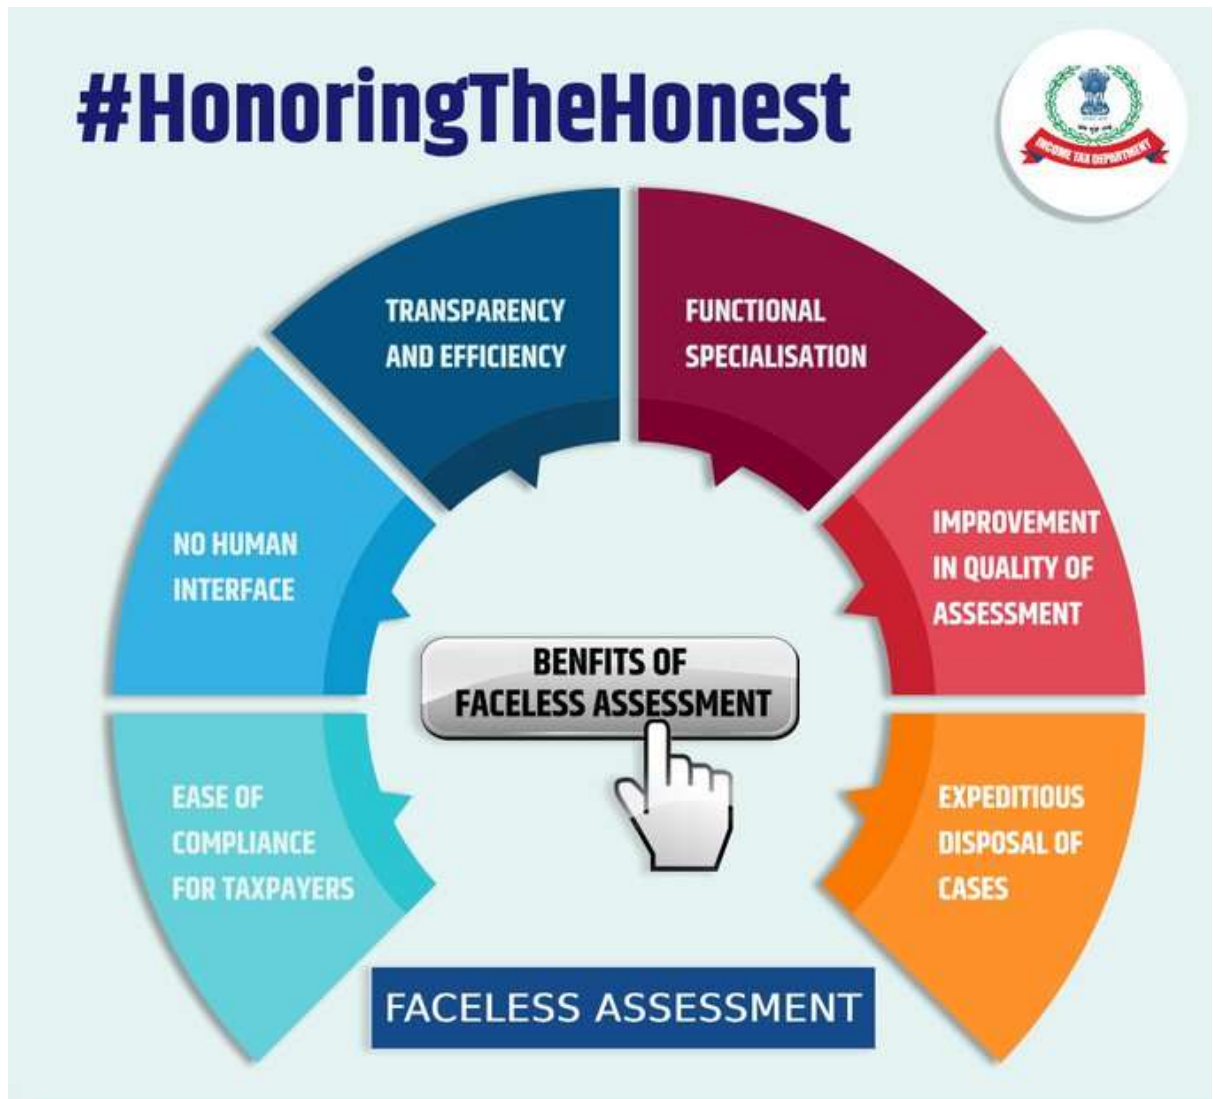 #HonoringTheHonest
INCOME TAX DEPARTMENT
TRANSPARENCY
AND EFFICIENCY
FUNCTIONAL
SPECIALISATION
NO HUMAN
INTERFACE
IMPROVEMENT
IN QUALITY OF
ASSESSMENT
BENFITS OF
FACELESS ASSESSMENT
EASE OF
COMPLIANCE
FOR TAXPAYERS
EXPEDITIOUS
DISPOSAL OF
CASES
FACELESS ASSESSMENT